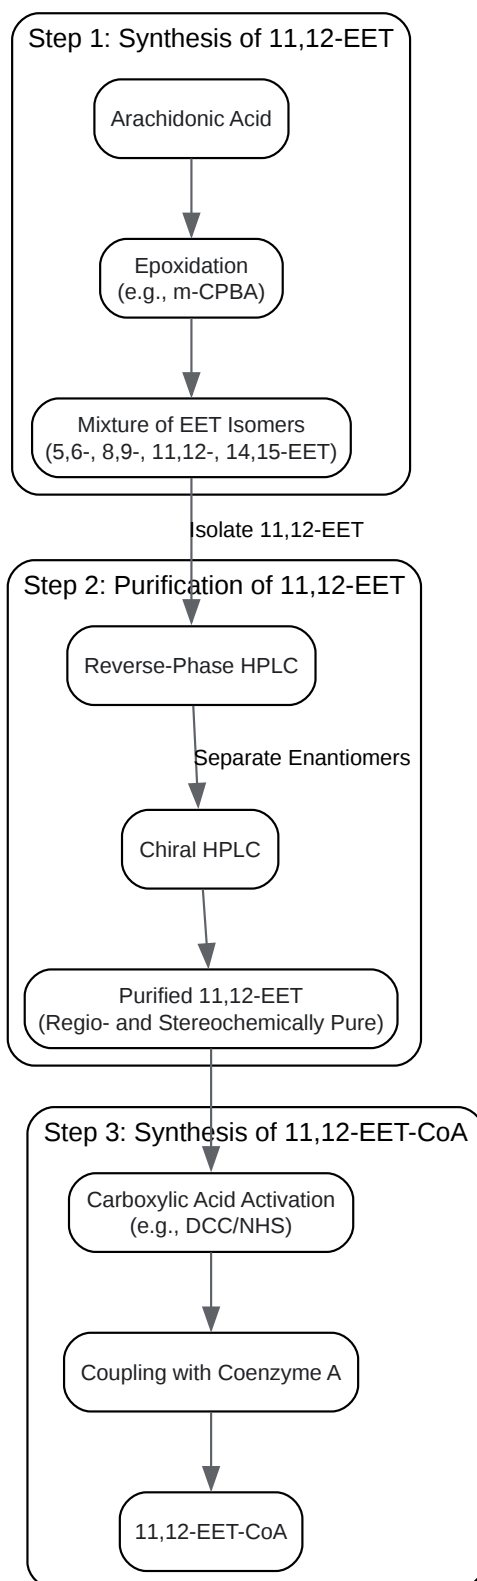 Step 1: Synthesis of 11,12-EET
Arachidonic Acid
Epoxidation
(e.g., m-CPBA)
Mixture of EET Isomers
(5,6-, 8,9-, 11,12-, 14,15-EET)
Isolate 11,12-EET
Step 2: Purification of 11,12-EET
Reverse-Phase HPLC
Separate Enantiomers
Chiral HPLC
Purified 11,12-EET
(Regio- and Stereochemically Pure)
Step 3: Synthesis of 11,12-EET-CoA
Carboxylic Acid Activation
(e.g., DCC/NHS)
Coupling with Coenzyme A
11,12-EET-CoA